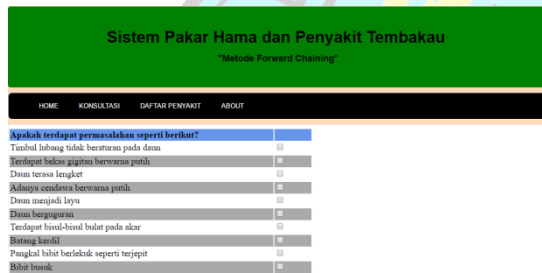 Sistem Pakar Hama dan Penyakit Tembakau
"Metode Forward Chaining"
HOME KONSULTASI DAFTAR PENYAKIT ABOUT
Apakah terdapat permasalahan seperti berikut?
Timbul lubang tidak beraturan pada daun
Terdapat bekas gigitan berwarna putih
Daun terasa lengket
Adanya cendawa berwarna putih
Daun menjadi layu
Daun berguguran
Terdapat bisul-bisul bulat pada akar
Batang kerdil
Pangkal bibit berlekuk seperti terjepit
Bibit busuk